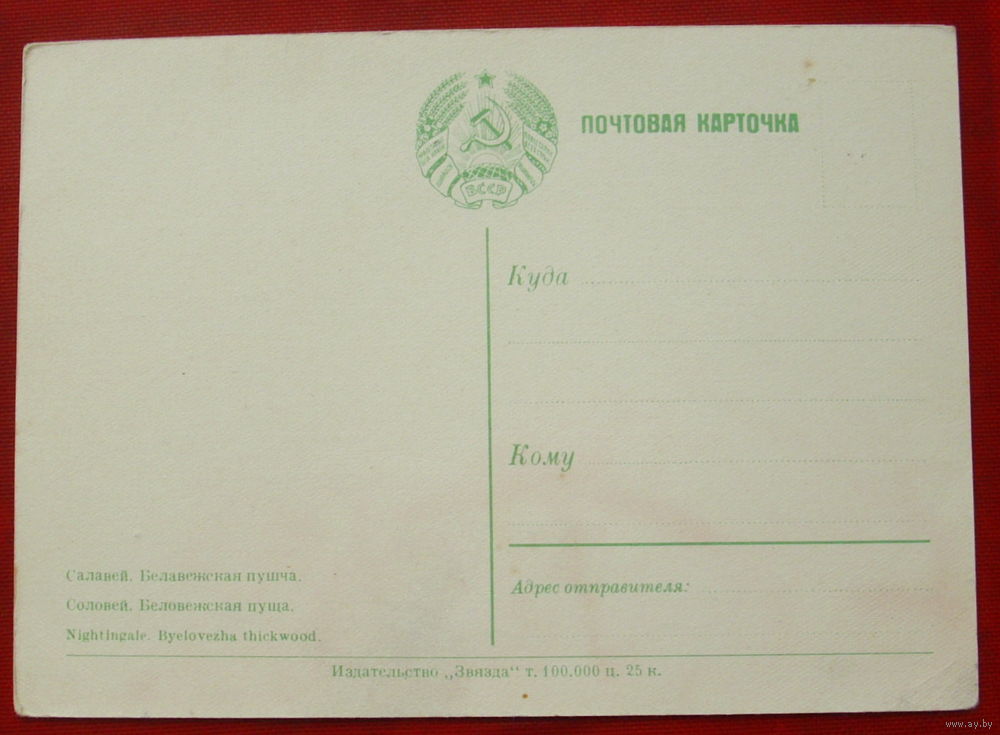 ПОЧТОВАЯ КАРТОЧКА
БССР
Куда
Кому
Адрес отправителя:
Салавей. Белавежская пушча.
Соловей. Беловежская пуща.
Nightingale. Byelovezha thickwood.
Издательство „Звязда“ т. 100.000 ц. 25 к.
www.ay.by